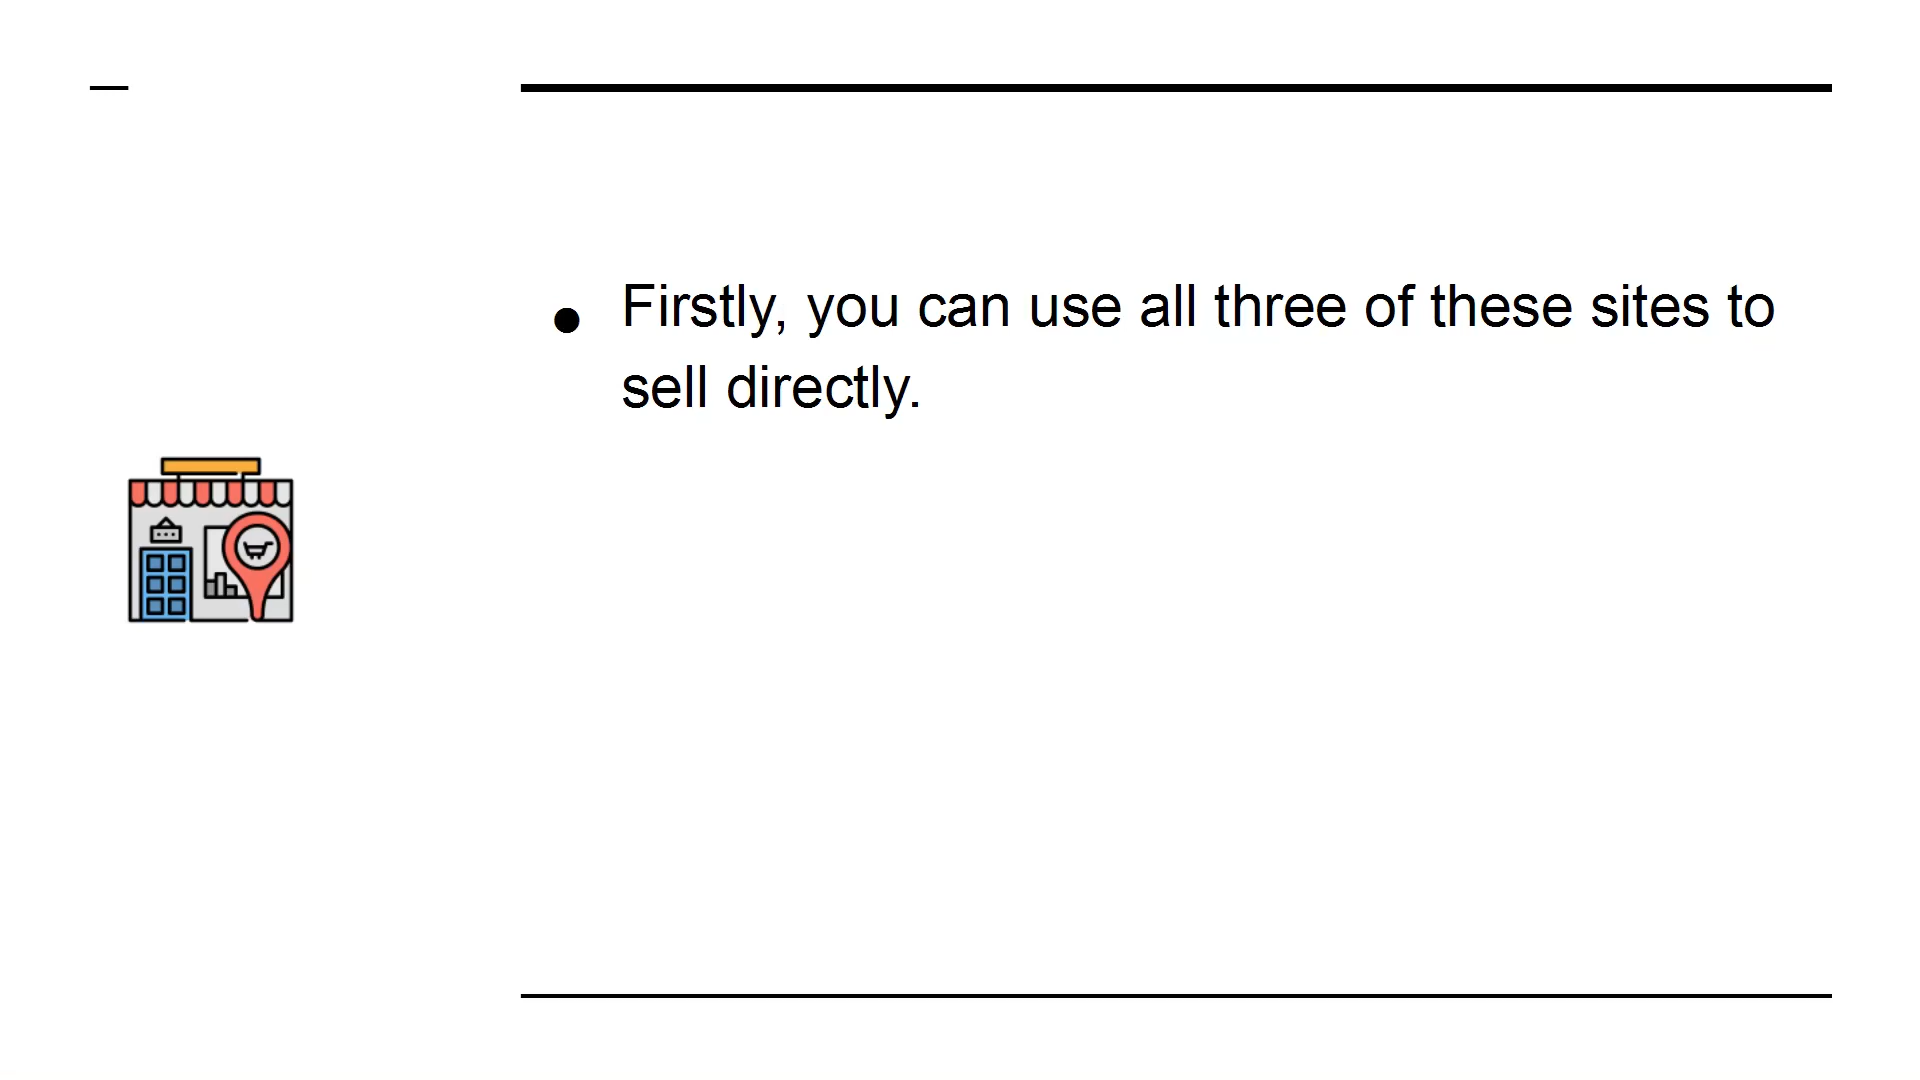 Firstly, you can use all three of these sites to
sell directly.